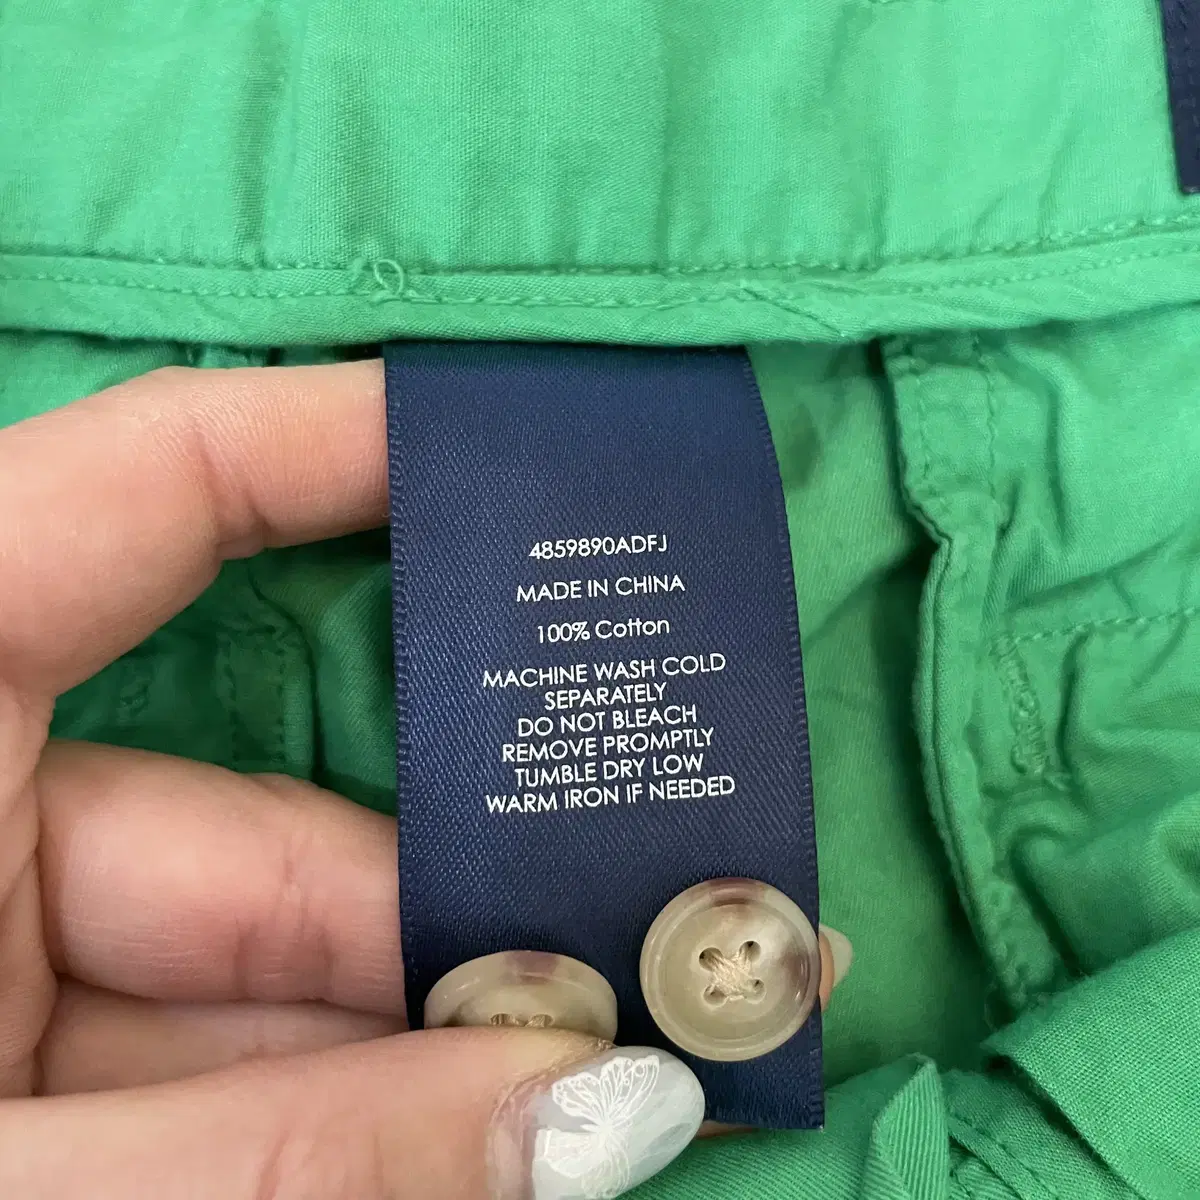 4859890ADFJ
MADE IN CHINA
100% Cotton
MACHINE WASH COLD
SEPARATELY
DO NOT BLEACH
REMOVE PROMPTLY
TUMBLE DRY LOW
WARM IRON IF NEEDED